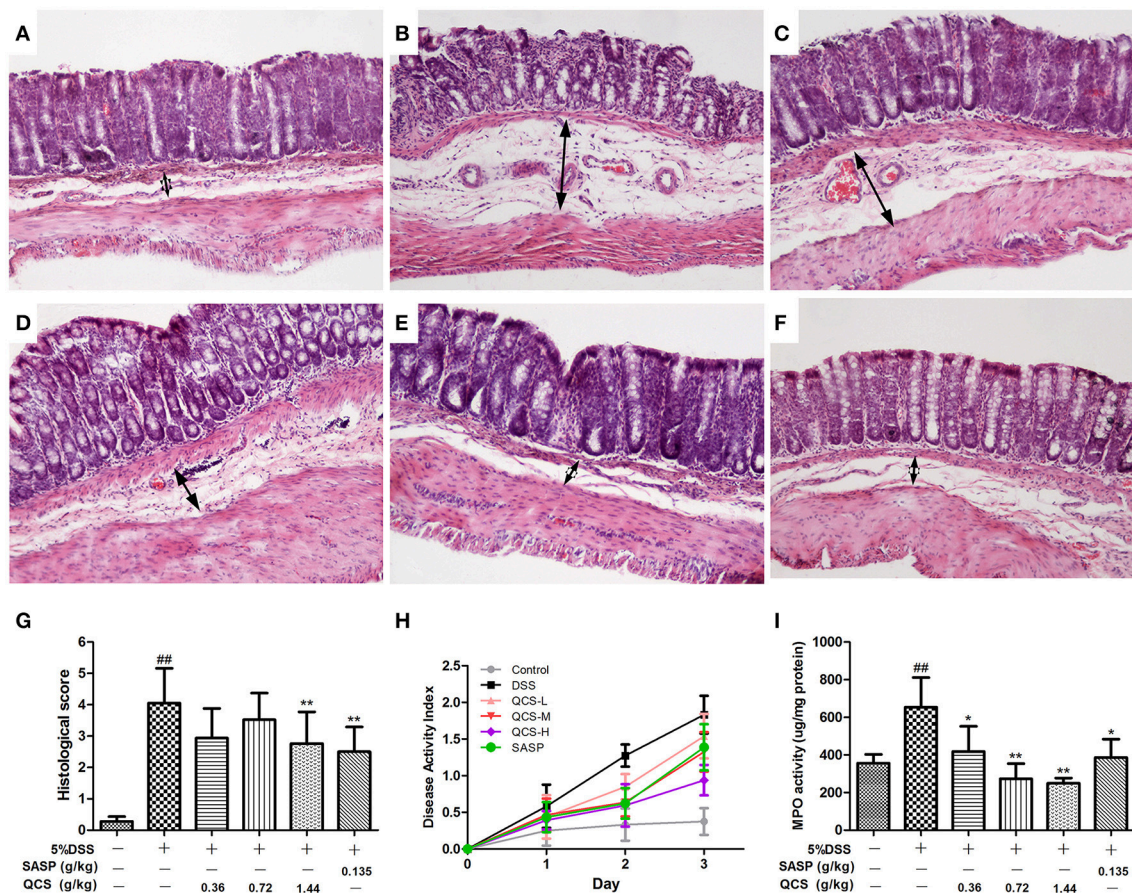 A
B
C
D
E
F
G
Histological score
6
5
4
3
2
1
0
##
**
**
5%DSS — + + + + +
SASP (g/kg) — — — — — 0.135
QCS (g/kg) — — 0.36 0.72 1.44 —
H
Disease Activity Index
2.5
2.0
1.5
1.0
0.5
0.0
Control
DSS
QCS-L
QCS-M
QCS-H
SASP
0 1 2 3
Day
I
MPO activity (ug/mg protein)
1000
800
600
400
200
0
##
*
**
**
*
5%DSS — + + + + +
SASP (g/kg) — — — — — 0.135
QCS (g/kg) — — 0.36 0.72 1.44 —